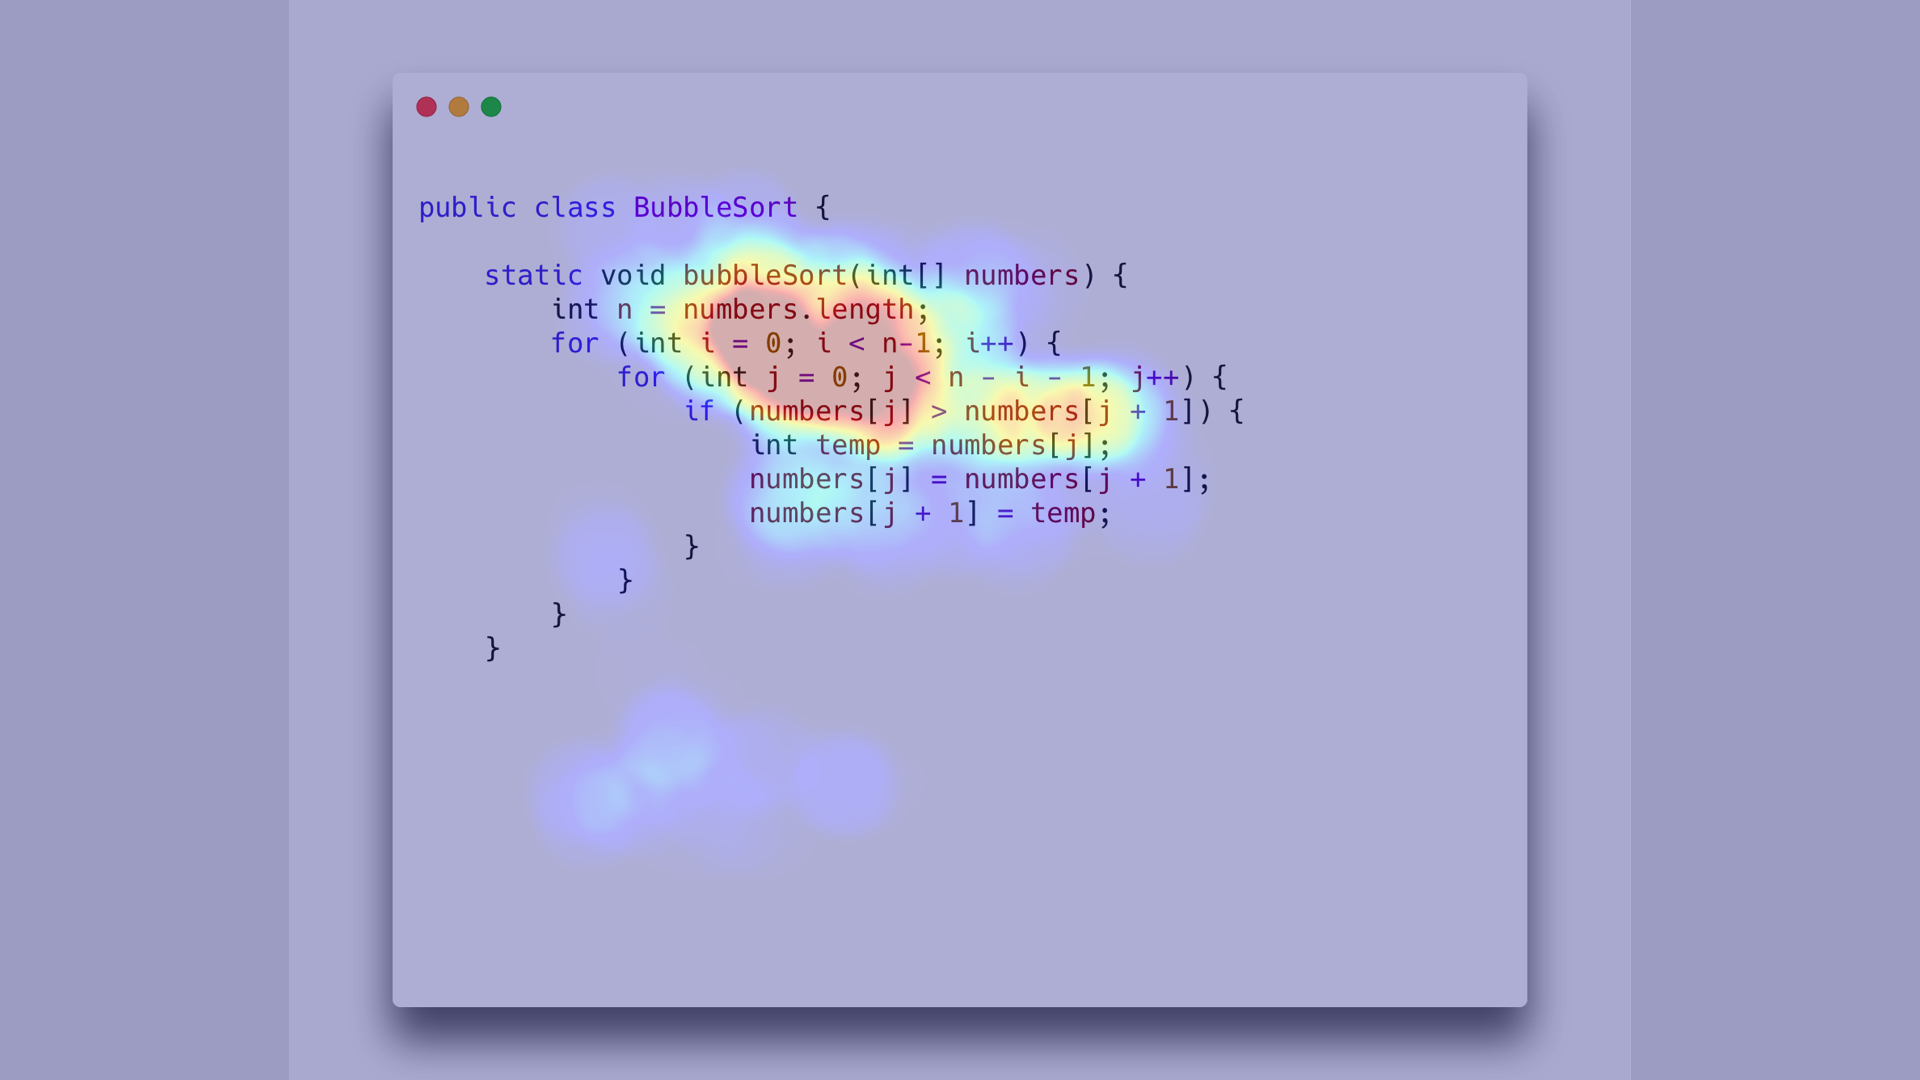 public class BubbleSort {
    static void bubbleSort(int[] numbers) {
        int n = numbers.length;
        for (int i = 0; i < n-1; i++) {
            for (int j = 0; j < n - i - 1; j++) {
                if (numbers[j] > numbers[j + 1]) {
                    int temp = numbers[j];
                    numbers[j] = numbers[j + 1];
                    numbers[j + 1] = temp;
                }
            }
        }
    }